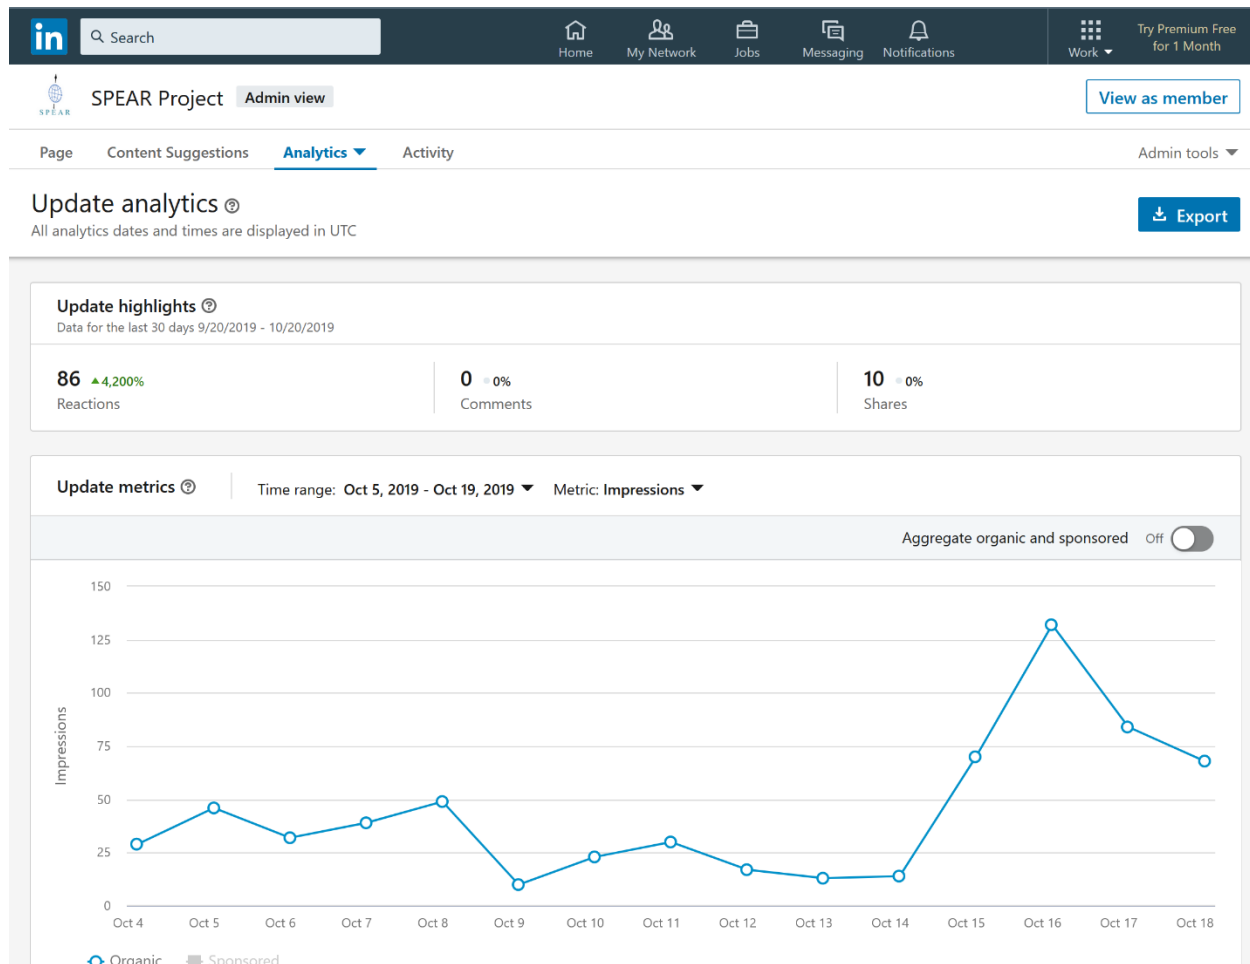 in Search Home My Network Jobs Messaging Notifications Work Try Premium Free
for 1 Month
SPEAR SPEAR Project Admin view View as member
Page Content Suggestions Analytics Activity Admin tools
Update analytics
Export
All analytics dates and times are displayed in UTC
Update highlights
Data for the last 30 days 9/20/2019 - 10/20/2019
86 4,200% 0 0% 10 0%
Reactions Comments Shares
Update metrics Time range: Oct 5, 2019 - Oct 19, 2019 Metric: Impressions
Aggregate organic and sponsored Off
150
125
100
Impressions
75
50
25
0
Oct 4 Oct 5 Oct 6 Oct 7 Oct 8 Oct 9 Oct 10 Oct 11 Oct 12 Oct 13 Oct 14 Oct 15 Oct 16 Oct 17 Oct 18
Organic Sponsored